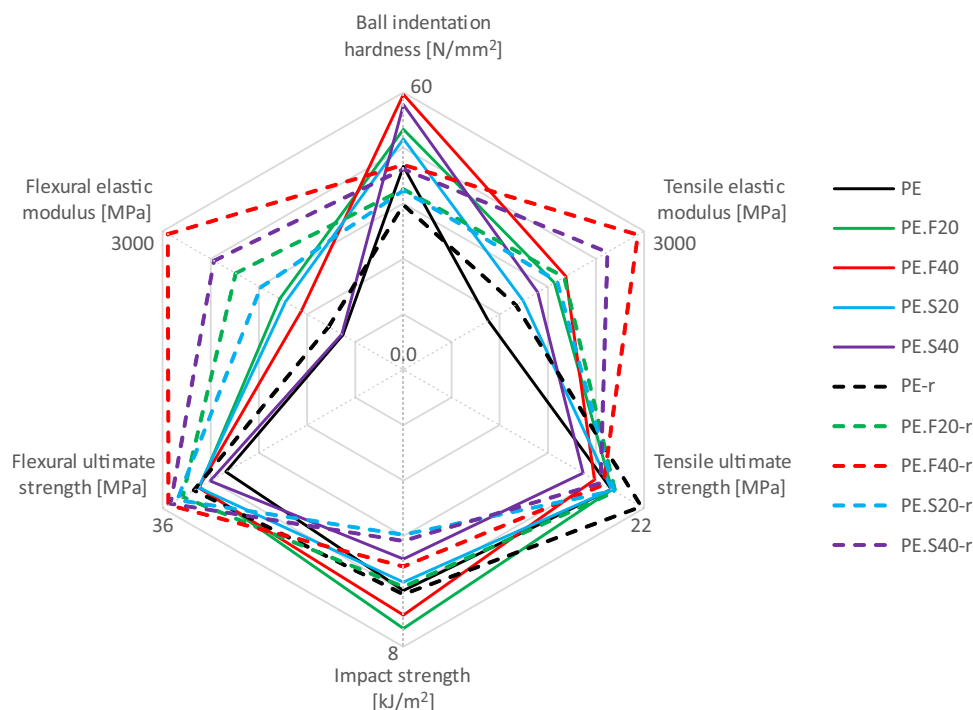 Ball indentation
hardness [N/mm²]
60
Flexural elastic
modulus [MPa]
3000
Tensile elastic
modulus [MPa]
3000
0.0
Flexural ultimate
strength [MPa]
36
Tensile ultimate
strength [MPa]
22
8
Impact strength
[kJ/m²]
PE
PE.F20
PE.F40
PE.S20
PE.S40
PE-r
PE.F20-r
PE.F40-r
PE.S20-r
PE.S40-r